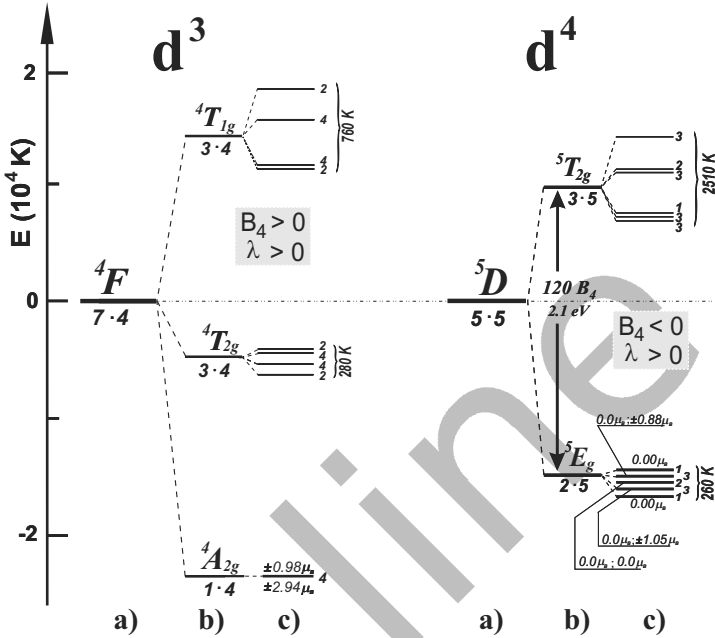 d³ d⁴
E (10⁴ K)
2
0
-2
⁴F
7·4
⁴T₁g
3·4
2
4
4
2
760 K
B₄ > 0
λ > 0
⁴T₂g
3·4
2
4
4
2
280 K
⁴A₂g
1·4
±0.98μB
±2.94μB
4
a) b) c)
⁵D
5·5
⁵T₂g
3·5
3
2
3
1
3
3
2510 K
120 B₄
2.1 eV
B₄ < 0
λ > 0
⁵Eg
2·5
0.0μB;±0.88μB
0.00μB
1
3
2
3
1
260 K
0.00μB
0.0μB;±1.05μB
0.0μB;0.0μB
a) b) c)
line